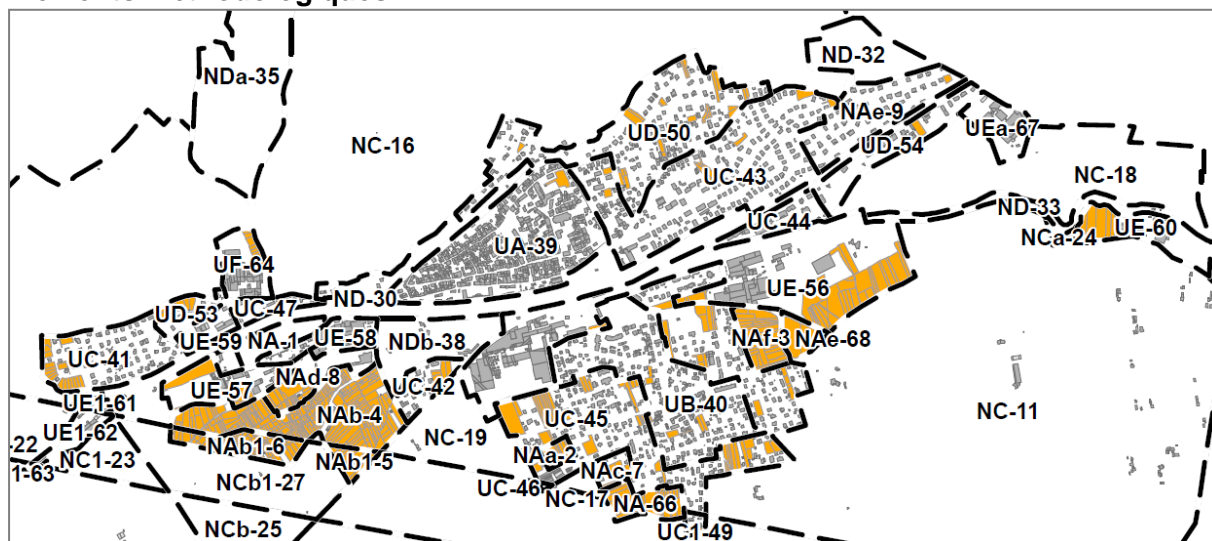 NDa-35
ND-32
NC-16
UD-50
NAe-9
UEa-67
UD-54
UC-43
NC-18
UC-44
ND-33
UA-39
NCa-24
UE-60
UF-64
UE-56
ND-30
UD-53
UC-47
UE-59
NA-1
UE-58
NDb-38
NAf-3
NAe-68
UC-41
NAd-8
UE-57
UC-42
NC-11
UE1-61
NAb-4
UC-45
UB-40
UE1-62
NC-19
-22
NAb1-6
NC1-23
NAa-2
NAb1-5
1-63
NAc-7
NCb1-27
UC-46
NC-17
NA-66
NCb-25
UC1-49